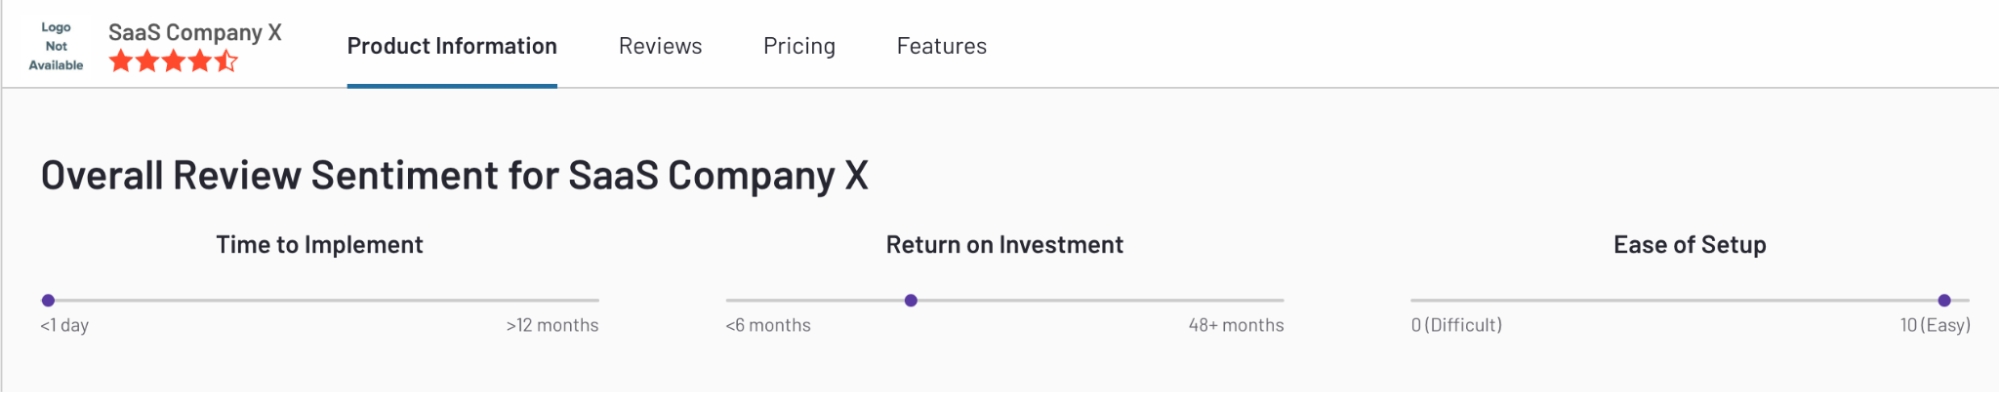 Logo
Not
Available
SaaS Company X
Product Information
Reviews
Pricing
Features
Overall Review Sentiment for SaaS Company X
Time to Implement
<1 day
>12 months
Return on Investment
<6 months
48+ months
Ease of Setup
0 (Difficult)
10 (Easy)